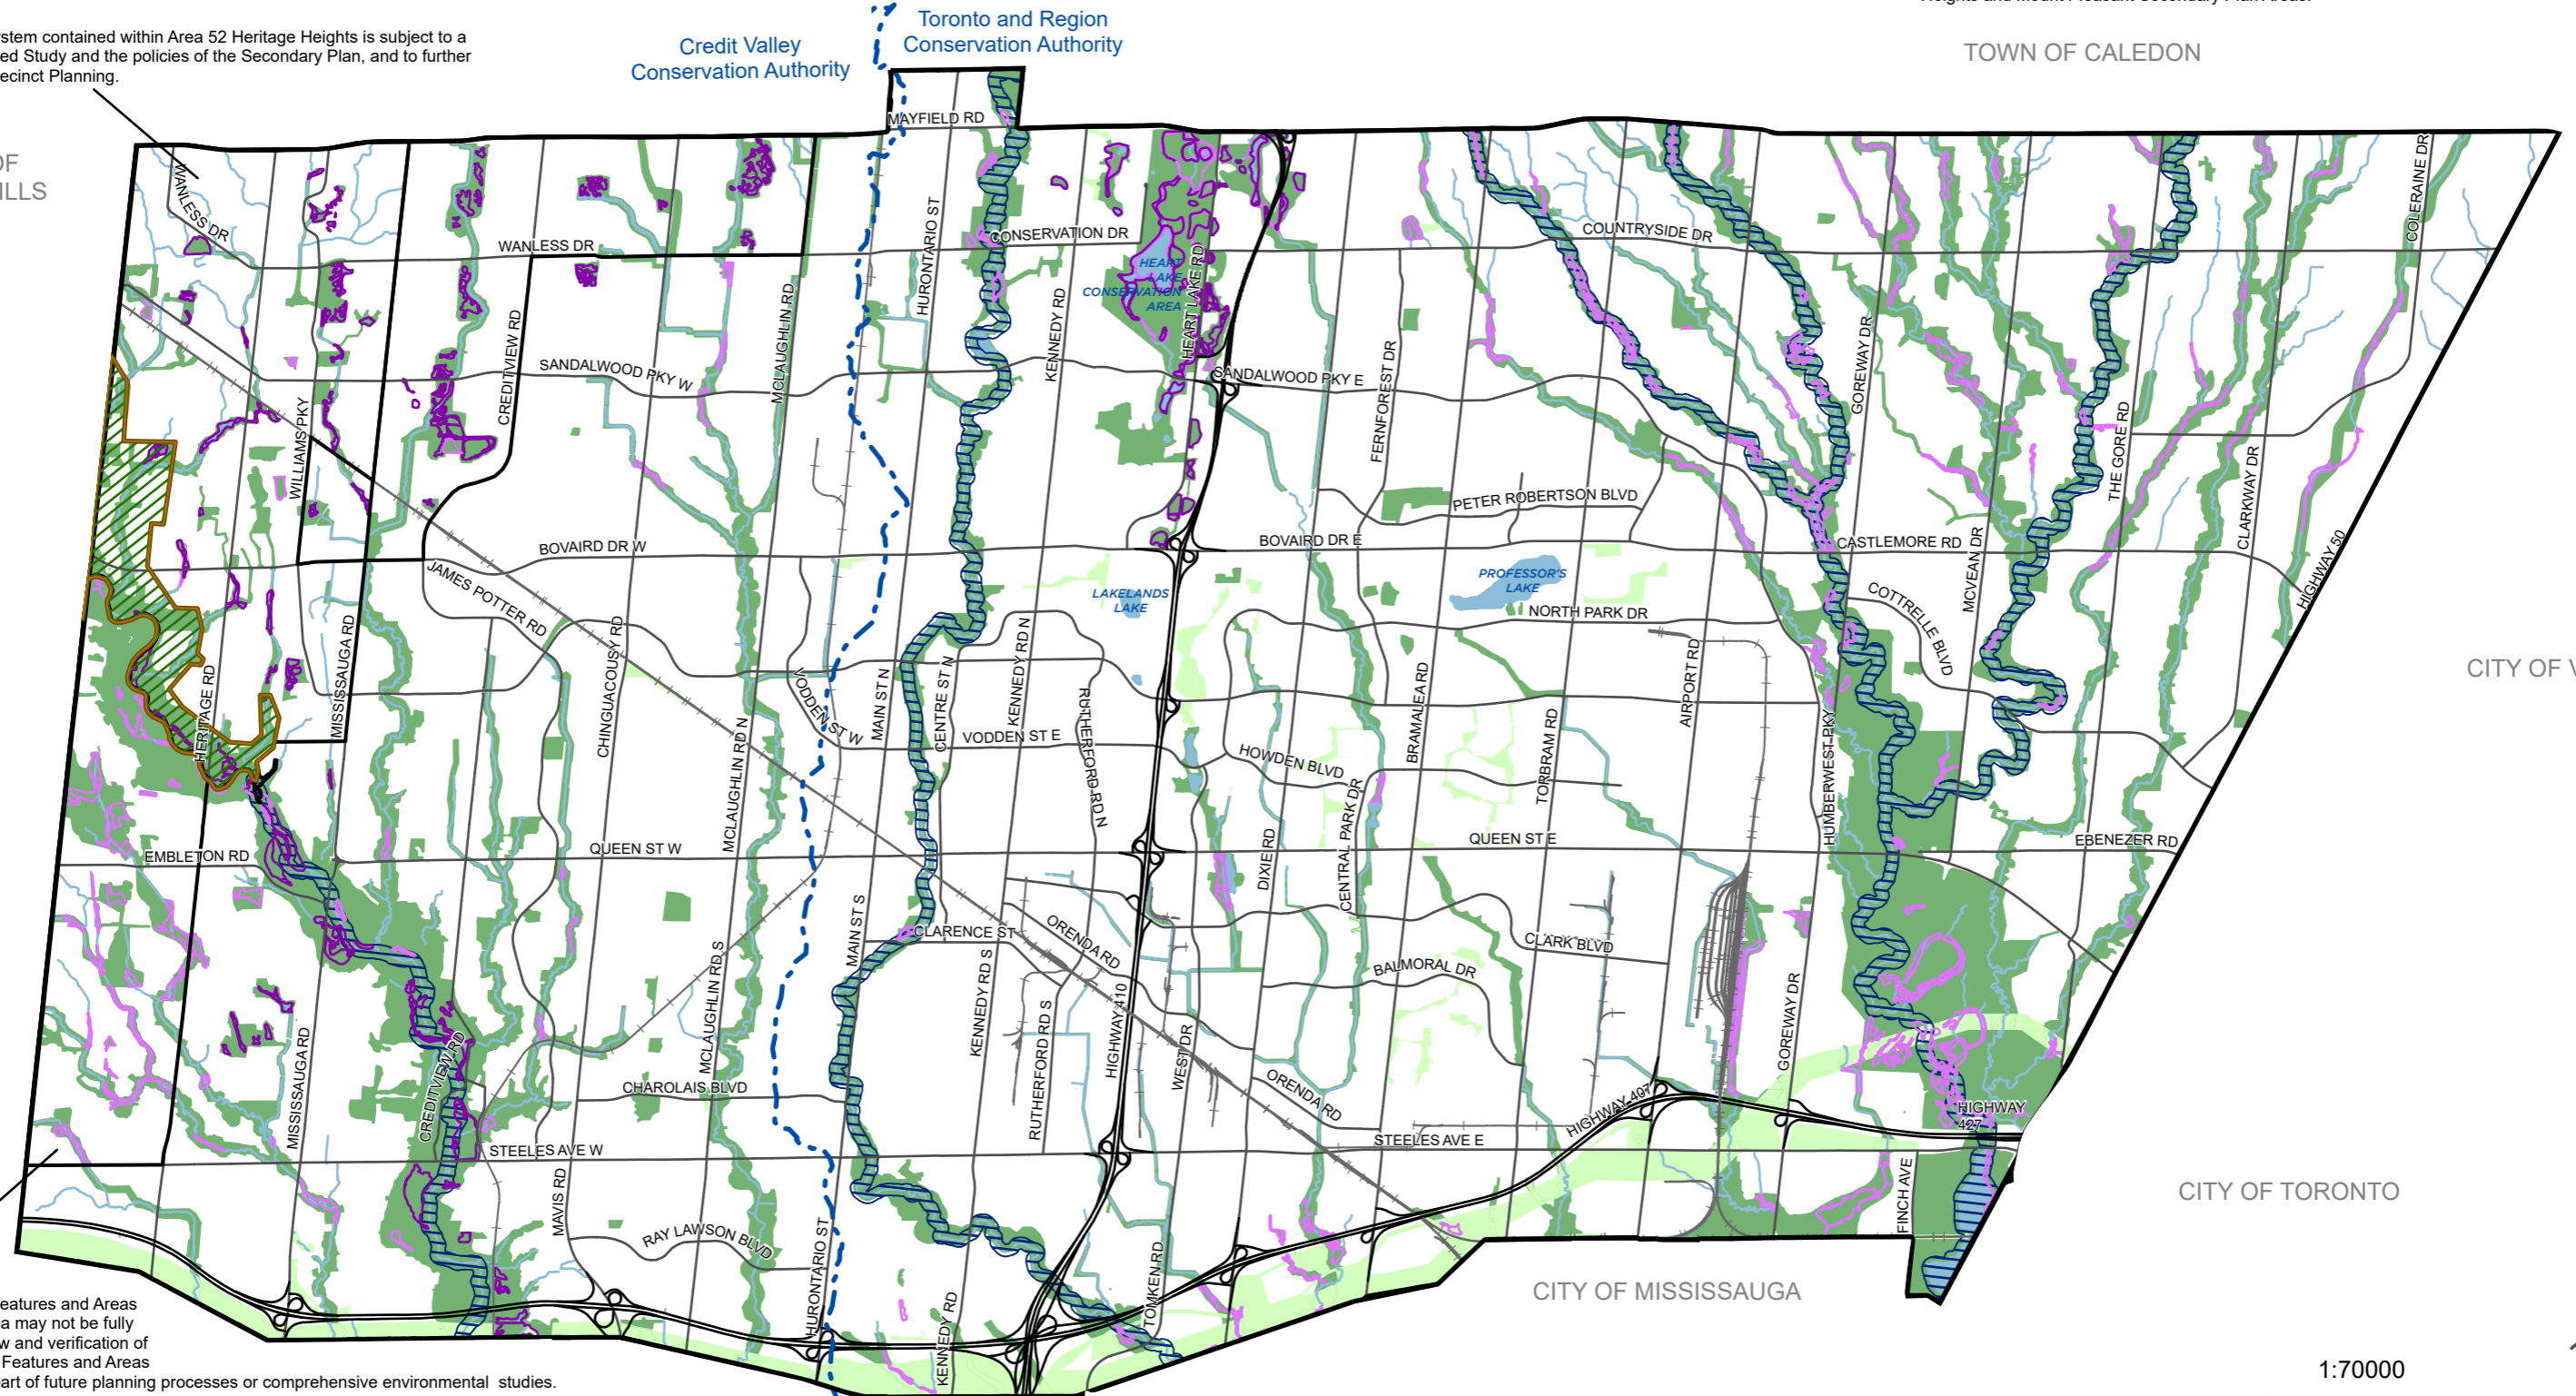 Toronto and Region
Conservation Authority
Credit Valley
Conservation Authority
TOWN OF CALEDON
ystem contained within Area 52 Heritage Heights is subject to a
ed Study and the policies of the Secondary Plan, and to further
ecinct Planning.
OF
ILLS
MAYFIELD RD
WANLESS DR
WANLESS DR
HURONTARIO ST
CONSERVATION DR
COUNTRYSIDE DR
COLERAINE DR
HEART
LAKE
CONSERVATION
AREA
HEART LAKE RD
KENNEDY RD
MCLAUGHLIN RD
CREDITVIEW RD
SANDALWOOD PKY W
SANDALWOOD PKY E
FERNFOREST DR
GOREWAY DR
THE GORE RD
WILLIAMS PKY
CLARKWAY DR
PETER ROBERTSON BLVD
BOVAIRD DR W
BOVAIRD DR E
CASTLEMORE RD
MCVEAN DR
HIGHWAY 50
JAMES POTTER RD
LAKELANDS
LAKE
PROFESSOR'S
LAKE
NORTH PARK DR
COTTRELLE BLVD
CITY OF V
HERITAGE RD
MISSISSAUGA RD
CHINGUACOUSY RD
MCLAUGHLIN RD N
VODDEN ST W
MAIN ST N
CENTRE ST N
KENNEDY RD N
VODDEN ST E
RUTHERFORD RD N
HOWDEN BLVD
BRAMALEA RD
TORBRAM RD
AIRPORT RD
HUMBERWEST PKY
EMBLETON RD
QUEEN ST W
DIXIE RD
CENTRAL PARK DR
QUEEN ST E
EBENEZER RD
MAIN ST S
CLARENCE ST
ORENDA RD
CLARK BLVD
BALMORAL DR
MISSISSAUGA RD
CREDITVIEW RD
MCLAUGHLIN RD S
KENNEDY RD S
RUTHERFORD RD S
HIGHWAY 410
WEST DR
GOREWAY DR
CHAROLAIS BLVD
ORENDA RD
HIGHWAY 407
HIGHWAY
427
STEELES AVE W
STEELES AVE E
MAVIS RD
RAY LAWSON BLVD
HURONTARIO ST
KENNEDY RD
TOMKEN RD
FINCH AVE
CITY OF TORONTO
CITY OF MISSISSAUGA
eatures and Areas
a may not be fully
w and verification of
Features and Areas
art of future planning processes or comprehensive environmental studies.
1:70000